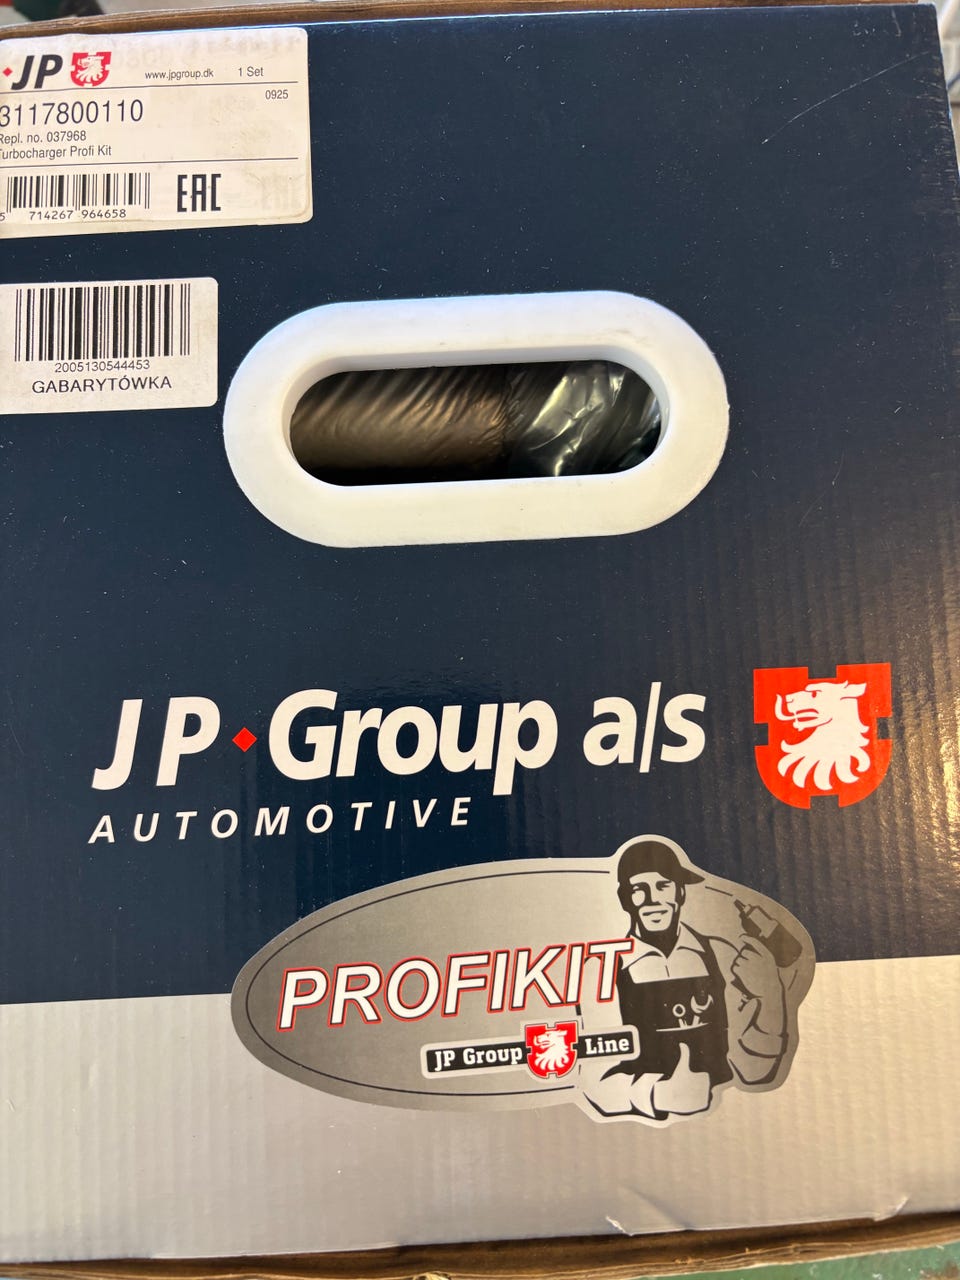 JP
www.jpgroup.dk 1 Set
0925
3117800110
Repl. no. 037968
Turbocharger Profi Kit
EAC
5 714267 964658
2005130544453
GABARYTÓWKA
JP Group a/s
AUTOMOTIVE
PROFIKIT
JP Group Line